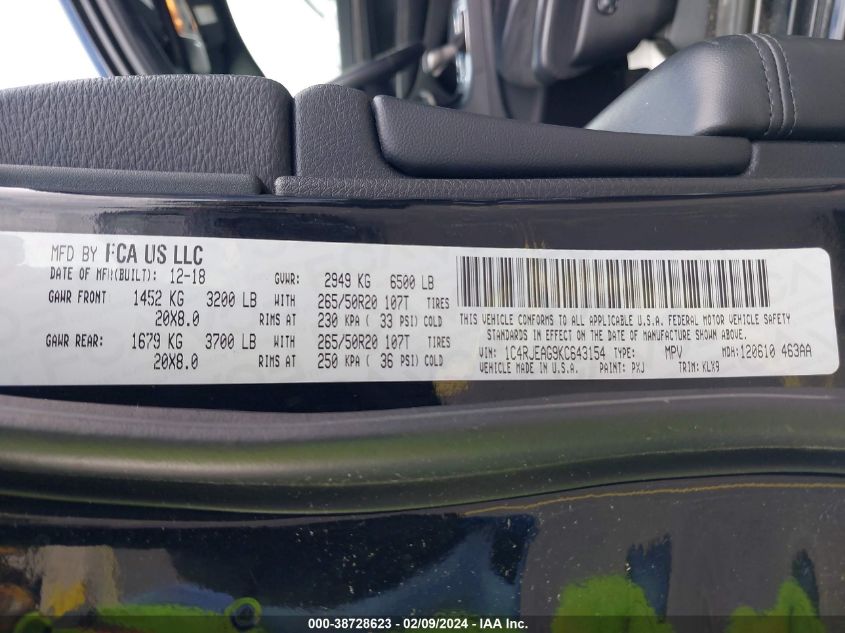 MFD BY FCA US LLC
DATE OF MFR(BUILT): 12-18 GVWR: 2949 KG 6500 LB
GAWR FRONT 1452 KG 3200 LB WITH 265/50R20 107T TIRES
20X8.0 RIMS AT 230 KPA ( 33 PSI) COLD
GAWR REAR: 1679 KG 3700 LB WITH 265/50R20 107T TIRES
20X8.0 RIMS AT 250 KPA ( 36 PSI) COLD
THIS VEHICLE CONFORMS TO ALL APPLICABLE U.S.A. FEDERAL MOTOR VEHICLE SAFETY
STANDARDS IN EFFECT ON THE DATE OF MANUFACTURE SHOWN ABOVE.
VIN: 1C4RJEAG9KC643154 TYPE: MPV MDH: 120610 463AA
VEHICLE MADE IN U.S.A. PAINT: PXJ TRIM: KLX9
000-38728623 - 02/09/2024 - IAA Inc.